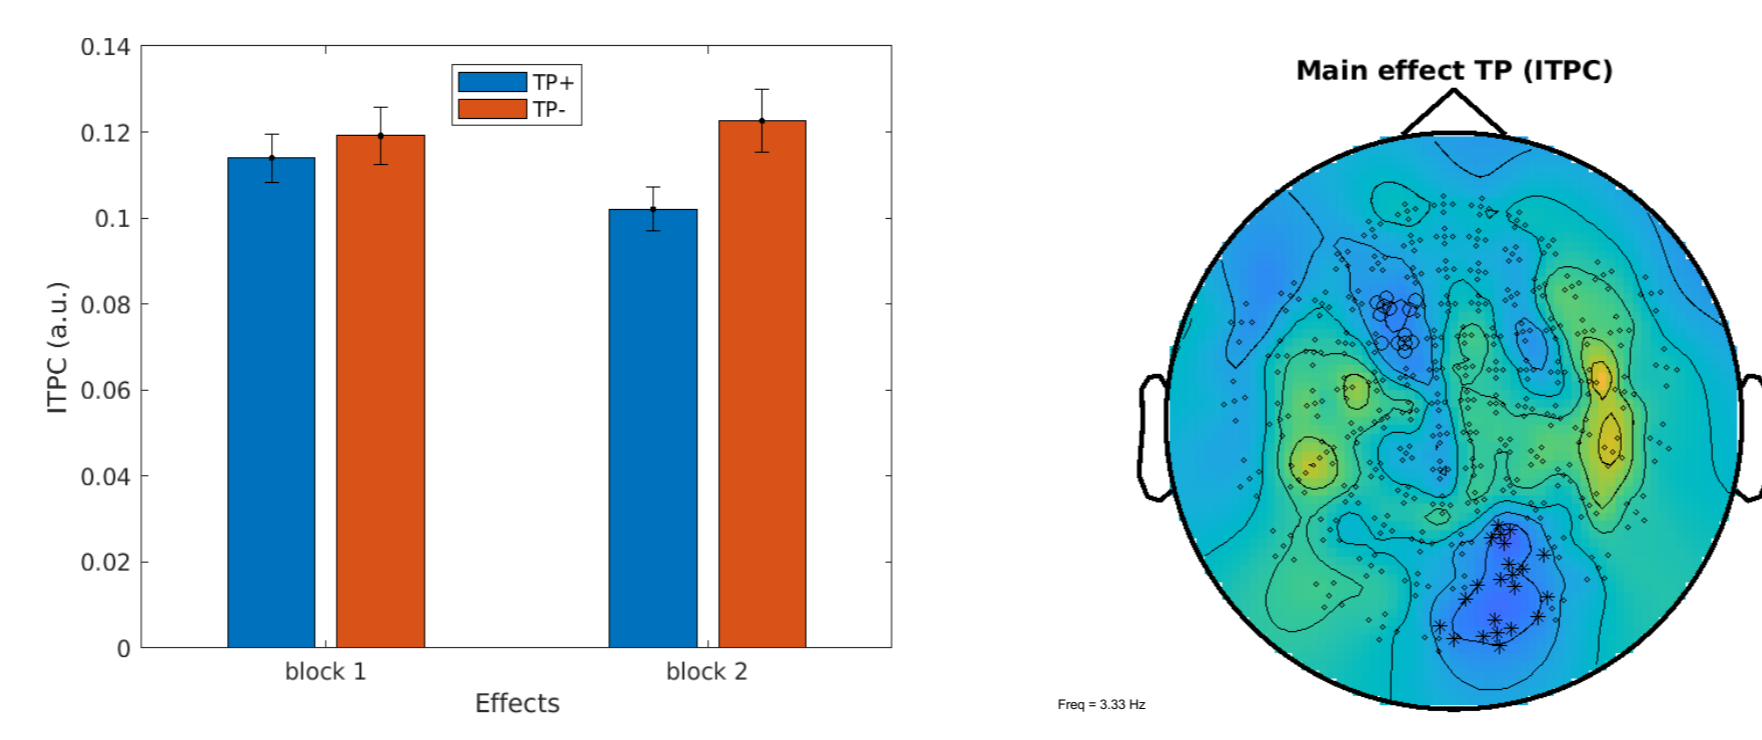 0.14
0.12
0.1
0.08
0.06
0.04
0.02
0
ITPC (a.u.)
TP+
TP-
block 1
block 2
Effects
Main effect TP (ITPC)
Freq = 3.33 Hz